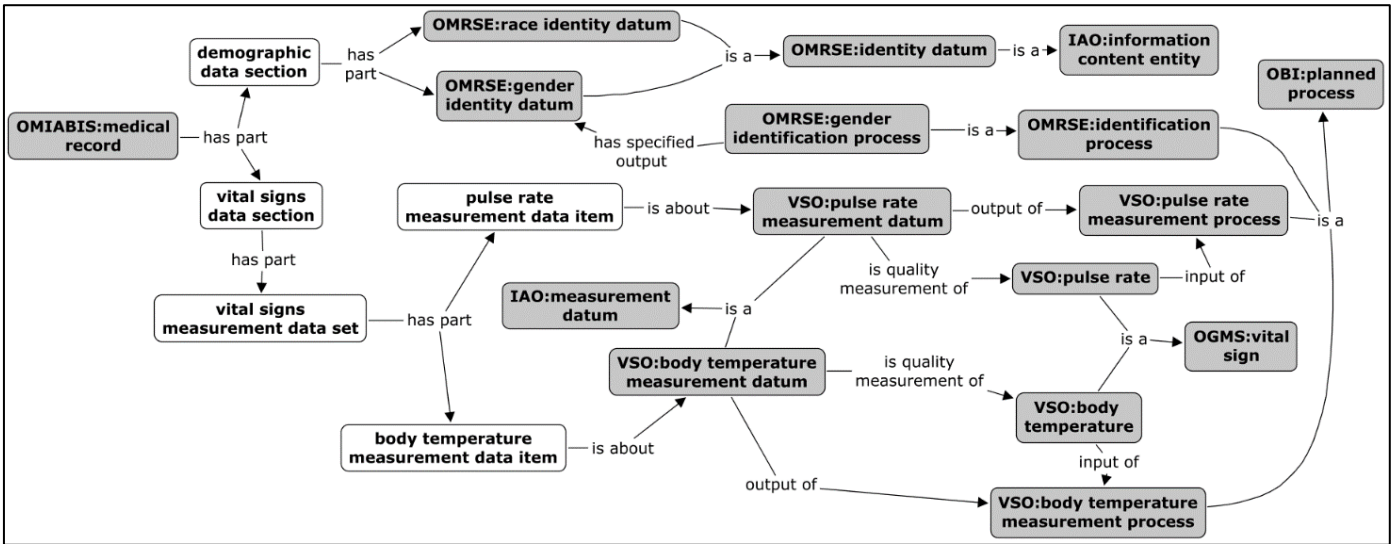 OMRSE:race identity datum
demographic
data section
has
part
is a
OMRSE:identity datum
is a
IAO:information
content entity
OMRSE:gender
identity datum
OBI:planned
process
OMIABIS:medical
record
has part
has specified
output
OMRSE:gender
identification process
is a
OMRSE:identification
process
vital signs
data section
pulse rate
measurement data item
is about
VSO:pulse rate
measurement datum
output of
VSO:pulse rate
measurement process
is a
has part
is quality
measurement of
VSO:pulse rate
input of
vital signs
measurement data set
has part
IAO:measurement
datum
is a
is a
OGMS:vital
sign
VSO:body temperature
measurement datum
is quality
measurement of
VSO:body
temperature
body temperature
measurement data item
is about
input of
output of
VSO:body temperature
measurement process